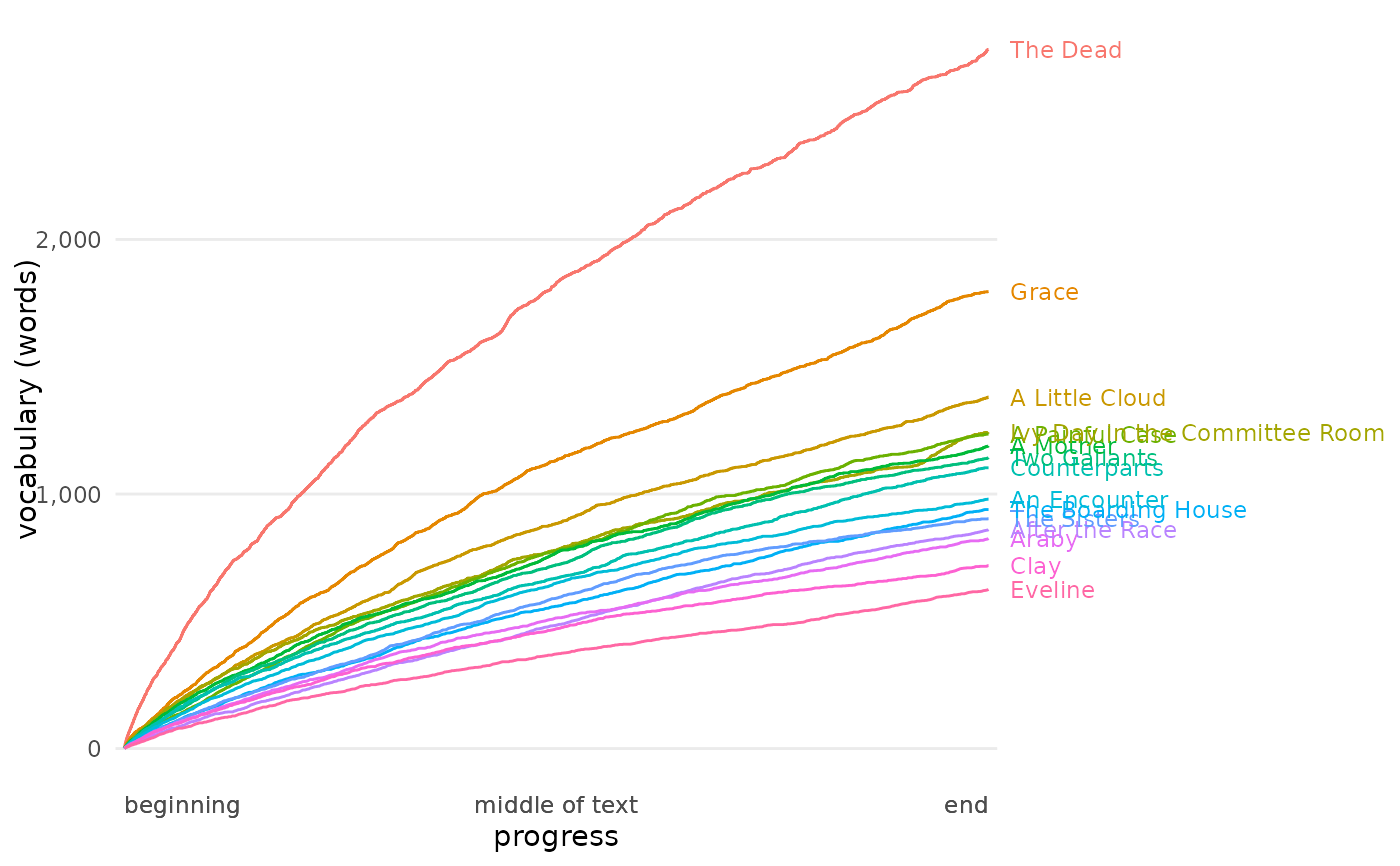 The Dead
2,000
Grace
A Little Cloud
Ivy Day In the Committee Room
A Painful Case
A Mother
Two Gallants
Counterparts
1,000
An Encounter
The Boarding House
The Sisters
After the Race
Araby
Clay
Eveline
0
vocabulary (words)
beginning
middle of text
end
progress